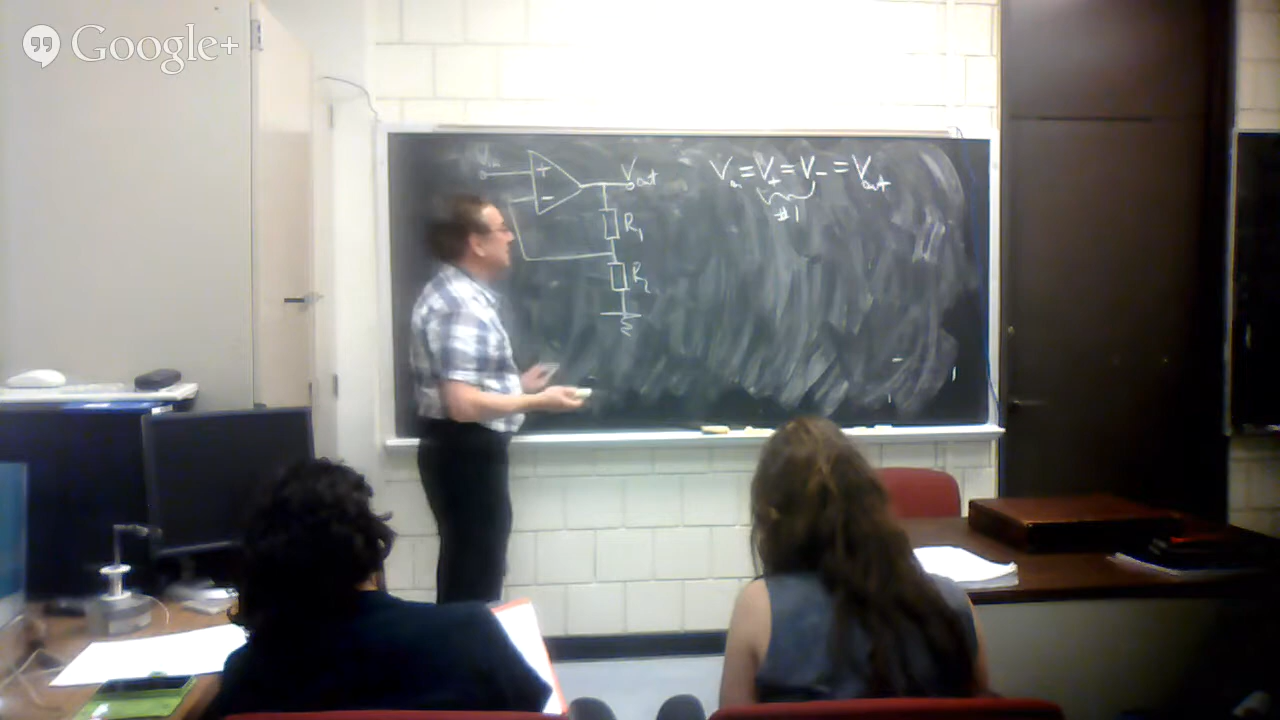 Google+
Vin + Vout
-
R1
R2
Vin = V+ = V- = Vout
#1